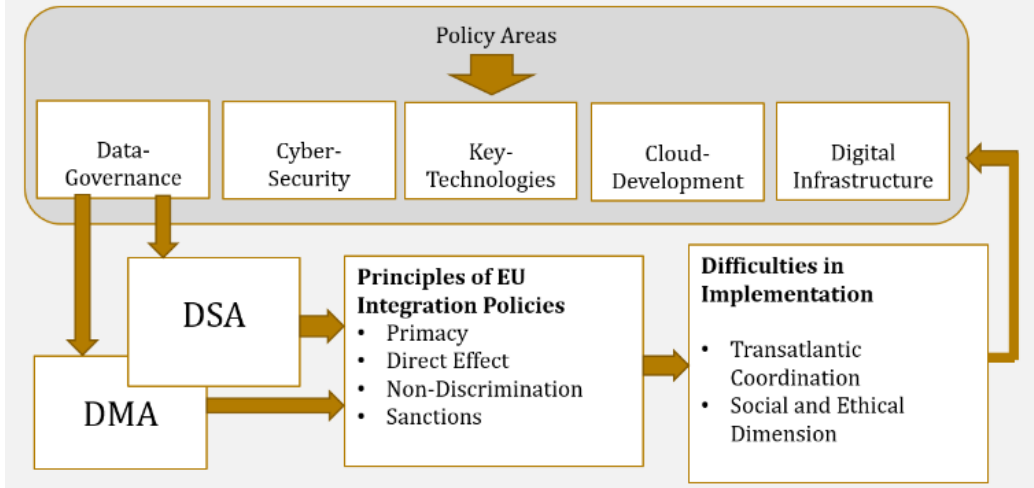 Policy Areas
Data-
Governance
Cyber-
Security
Key-
Technologies
Cloud-
Development
Digital
Infrastructure
DSA
DMA
Principles of EU
Integration Policies
• Primacy
• Direct Effect
• Non-Discrimination
• Sanctions
Difficulties in
Implementation
• Transatlantic
Coordination
• Social and Ethical
Dimension